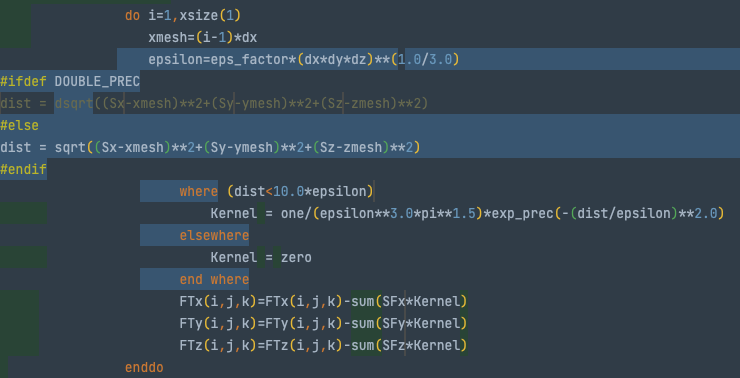 do i=1,xsize(1)
xmesh=(i-1)*dx
epsilon=eps_factor*(dx*dy*dz)**(1.0/3.0)
#ifdef DOUBLE_PREC
dist = dsqrt((Sx-xmesh)**2+(Sy-ymesh)**2+(Sz-zmesh)**2)
#else
dist = sqrt((Sx-xmesh)**2+(Sy-ymesh)**2+(Sz-zmesh)**2)
#endif
where (dist<10.0*epsilon)
Kernel = one/(epsilon**3.0*pi**1.5)*exp_prec(-(dist/epsilon)**2.0)
elsewhere
Kernel = zero
end where
FTx(i,j,k)=FTx(i,j,k)-sum(SFx*Kernel)
FTy(i,j,k)=FTy(i,j,k)-sum(SFy*Kernel)
FTz(i,j,k)=FTz(i,j,k)-sum(SFz*Kernel)
enddo